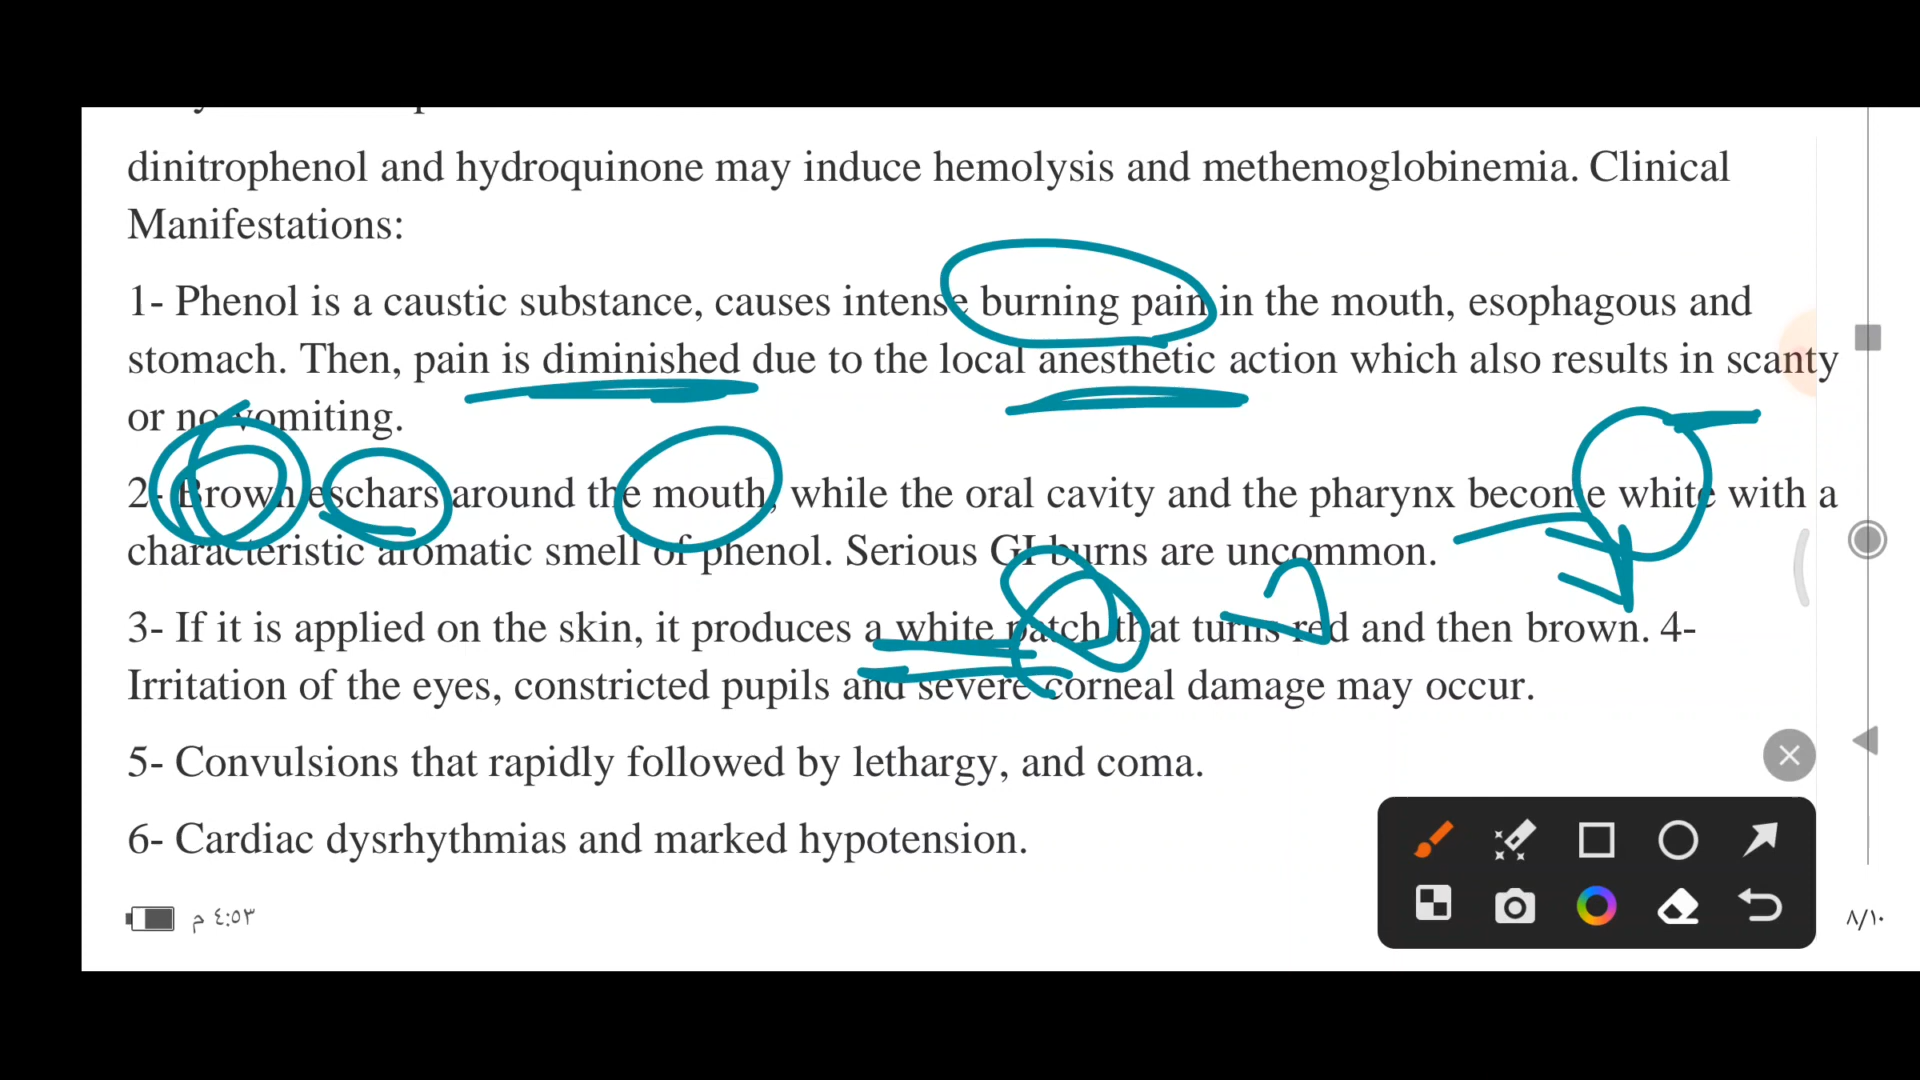 dinitrophenol and hydroquinone may induce hemolysis and methemoglobinemia. Clinical
Manifestations:
1- Phenol is a caustic substance, causes intense burning pain in the mouth, esophagous and
stomach. Then, pain is diminished due to the local anesthetic action which also results in scanty
or no vomiting.
2- Brown eschars around the mouth, while the oral cavity and the pharynx become white with a
characteristic aromatic smell of phenol. Serious GI burns are uncommon.
3- If it is applied on the skin, it produces a white patch that turns red and then brown. 4-
Irritation of the eyes, constricted pupils and severe corneal damage may occur.
5- Convulsions that rapidly followed by lethargy, and coma.
6- Cardiac dysrhythmias and marked hypotension.
٤:٥٣ م
٨/١٠